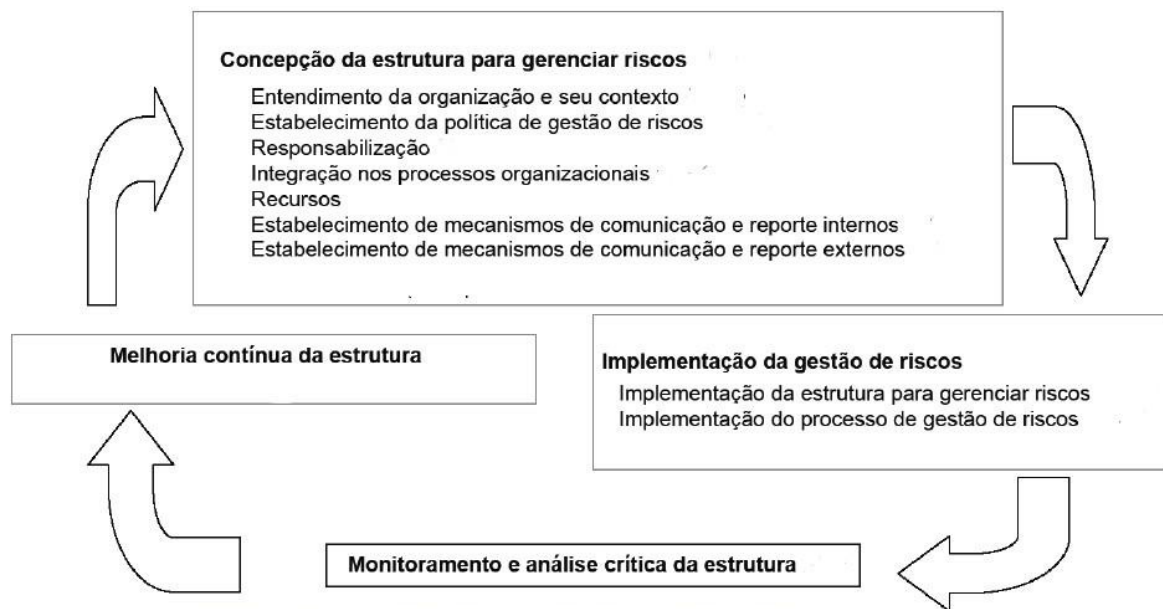 Concepção da estrutura para gerenciar riscos
Entendimento da organização e seu contexto
Estabelecimento da política de gestão de riscos
Responsabilização
Integração nos processos organizacionais
Recursos
Estabelecimento de mecanismos de comunicação e reporte internos
Estabelecimento de mecanismos de comunicação e reporte externos
Melhoria contínua da estrutura
Implementação da gestão de riscos
Implementação da estrutura para gerenciar riscos
Implementação do processo de gestão de riscos
Monitoramento e análise crítica da estrutura